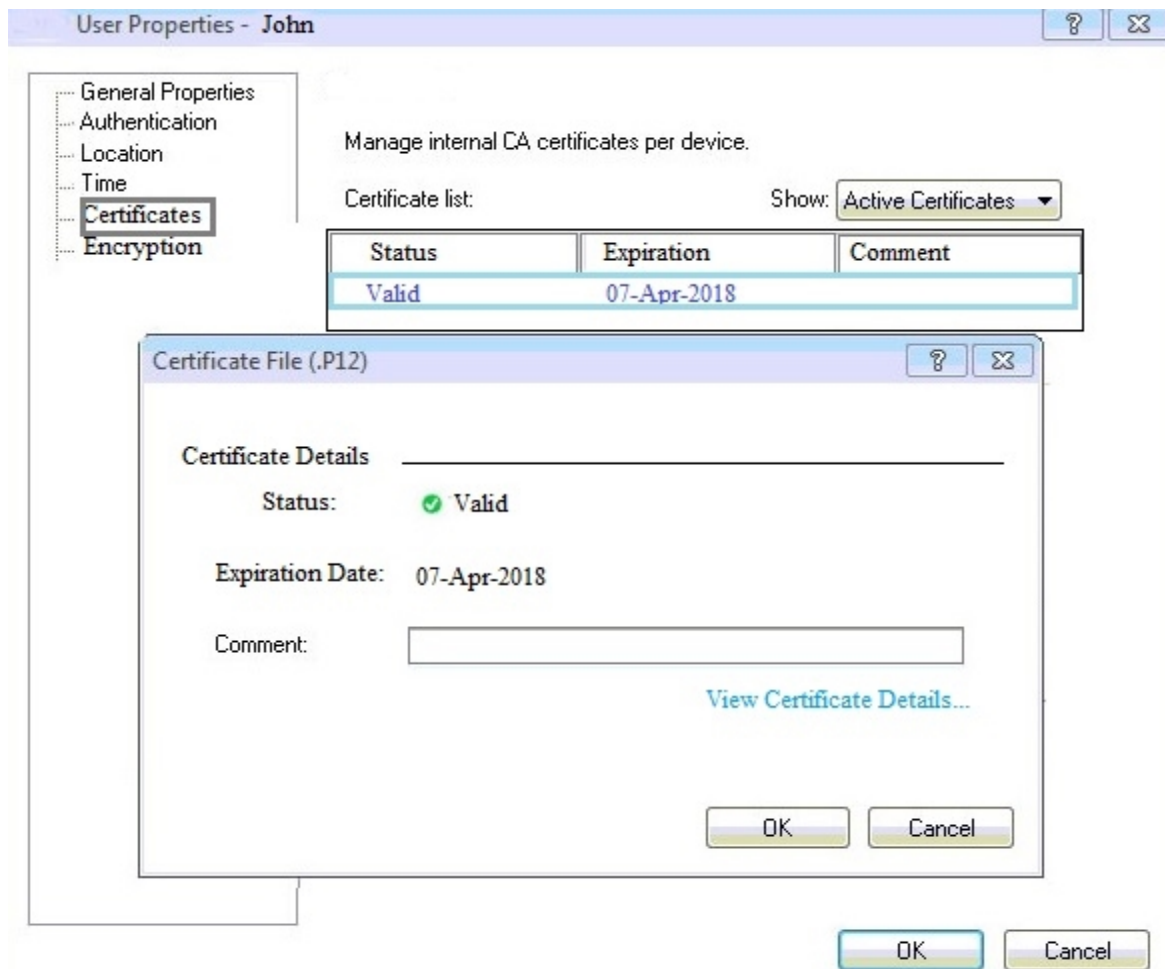 User Properties - John
General Properties
Authentication
Location
Time
Certificates
Encryption
Manage internal CA certificates per device.
Certificate list: Show: Active Certificates
Status Expiration Comment
Valid 07-Apr-2018
Certificate File (.P12)
Certificate Details
Status: Valid
Expiration Date: 07-Apr-2018
Comment:
View Certificate Details...
OK Cancel
OK Cancel